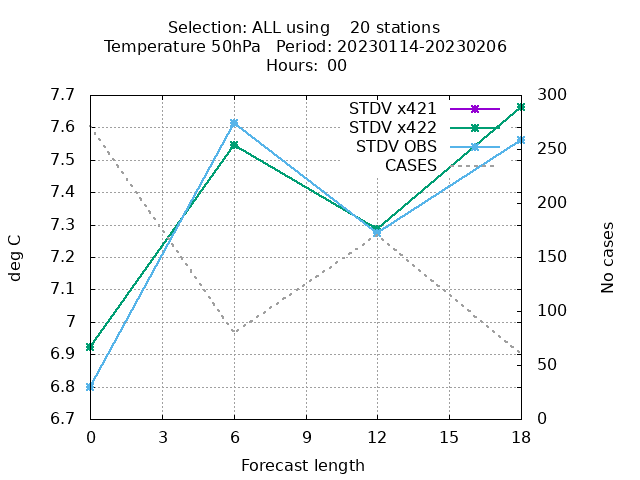 Selection: ALL using    20 stations
Temperature 50hPa   Period: 20230114-20230206
Hours: 00
7.7
7.6
7.5
7.4
7.3
7.2
7.1
7
6.9
6.8
6.7
deg C
STDV x421
STDV x422
STDV OBS
CASES
300
250
200
150
100
50
0
No cases
0 3 6 9 12 15 18
Forecast length